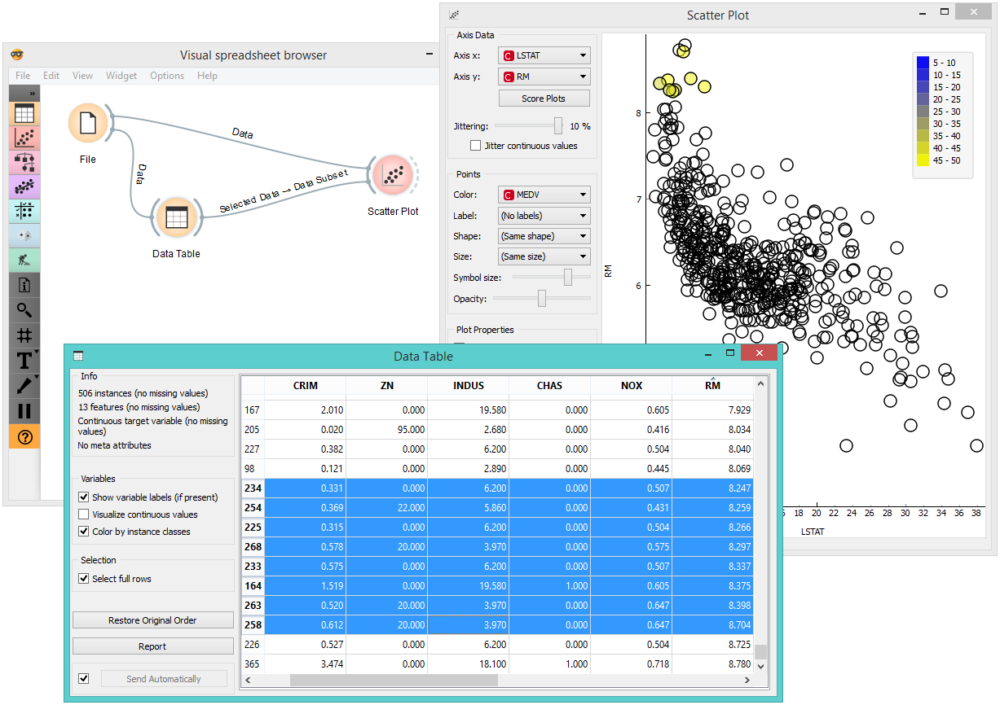 Visual spreadsheet browser
File Edit View Widget Options Help
»
File
Data
Data
Selected Data → Data Subset
Data Table
Scatter Plot
Scatter Plot
Axis Data
Axis x: C LSTAT
Axis y: C RM
Score Plots
Jittering: 10 %
Jitter continuous values
Points
Color: C MEDV
Label: (No labels)
Shape: (Same shape)
Size: (Same size)
Symbol size:
Opacity:
Plot Properties
5 - 10
10 - 15
15 - 20
20 - 25
25 - 30
30 - 35
35 - 40
40 - 45
45 - 50
8
7
6
RM
18 20 22 24 26 28 30 32 34 36 38
LSTAT
Data Table
Info
506 instances (no missing values)
13 features (no missing values)
Continuous target variable (no missing
values)
No meta attributes
Variables
Show variable labels (if present)
Visualize continuous values
Color by instance classes
Selection
Select full rows
Restore Original Order
Report
Send Automatically
CRIM ZN INDUS CHAS NOX RM
167 2.010 0.000 19.580 0.000 0.605 7.929
205 0.020 95.000 2.680 0.000 0.416 8.034
227 0.382 0.000 6.200 0.000 0.504 8.040
98 0.121 0.000 2.890 0.000 0.445 8.069
234 0.331 0.000 6.200 0.000 0.507 8.247
254 0.369 22.000 5.860 0.000 0.431 8.259
225 0.315 0.000 6.200 0.000 0.504 8.266
268 0.578 20.000 3.970 0.000 0.575 8.297
233 0.575 0.000 6.200 0.000 0.507 8.337
164 1.519 0.000 19.580 1.000 0.605 8.375
263 0.520 20.000 3.970 0.000 0.647 8.398
258 0.612 20.000 3.970 0.000 0.647 8.704
226 0.527 0.000 6.200 0.000 0.504 8.725
365 3.474 0.000 18.100 1.000 0.718 8.780